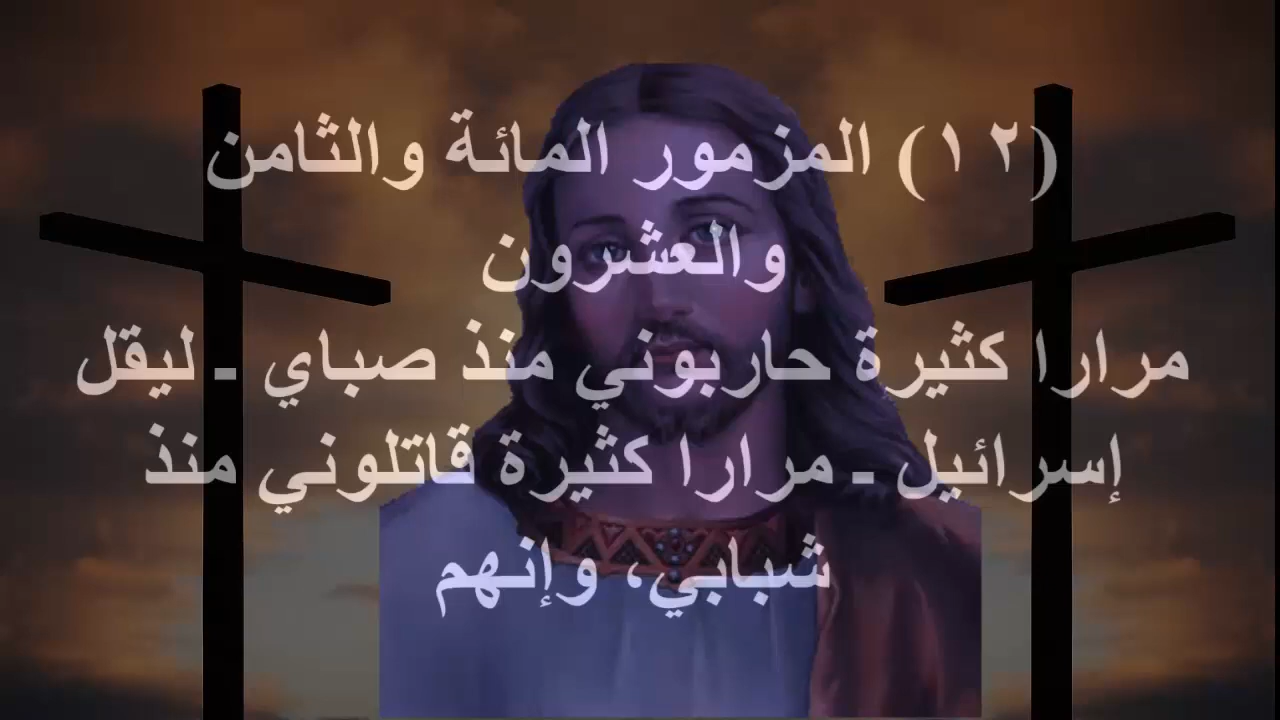 (١٢) المزمور المائة والثامن
والعشرون
مرارا كثيرة حاربوني منذ صباي ـ ليقل
إسرائيل ـ مرارا كثيرة قاتلوني منذ
شبابي، وإنهم